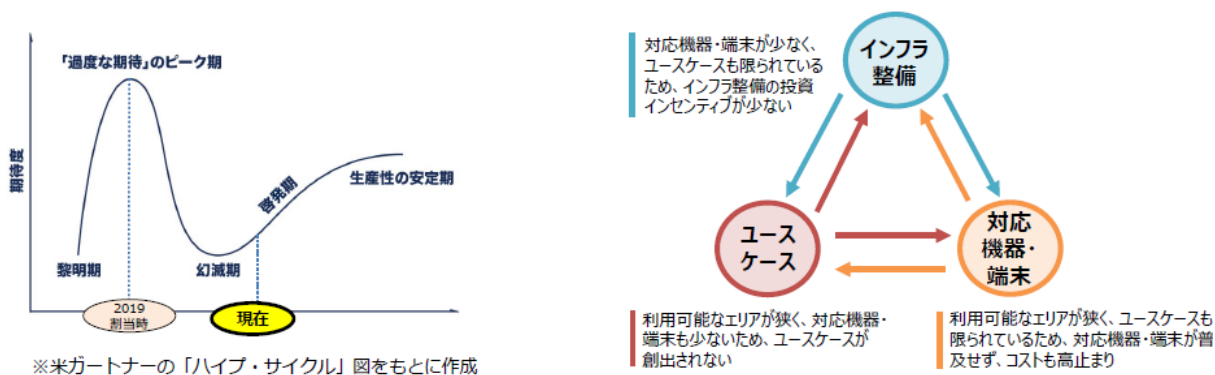 「過度な期待」のピーク期
期待度
黎明期
幻滅期
啓発期
生産性の安定期
2019
割当時
現在
※米ガートナーの「ハイプ・サイクル」図をもとに作成
対応機器・端末が少なく、
ユースケースも限られている
ため、インフラ整備の投資
インセンティブが少ない
インフラ
整備
ユース
ケース
対応
機器・
端末
利用可能なエリアが狭く、対応機器・
端末も少ないため、ユースケースが
創出されない
利用可能なエリアが狭く、ユースケースも
限られているため、対応機器・端末が普
及せず、コストも高止まり